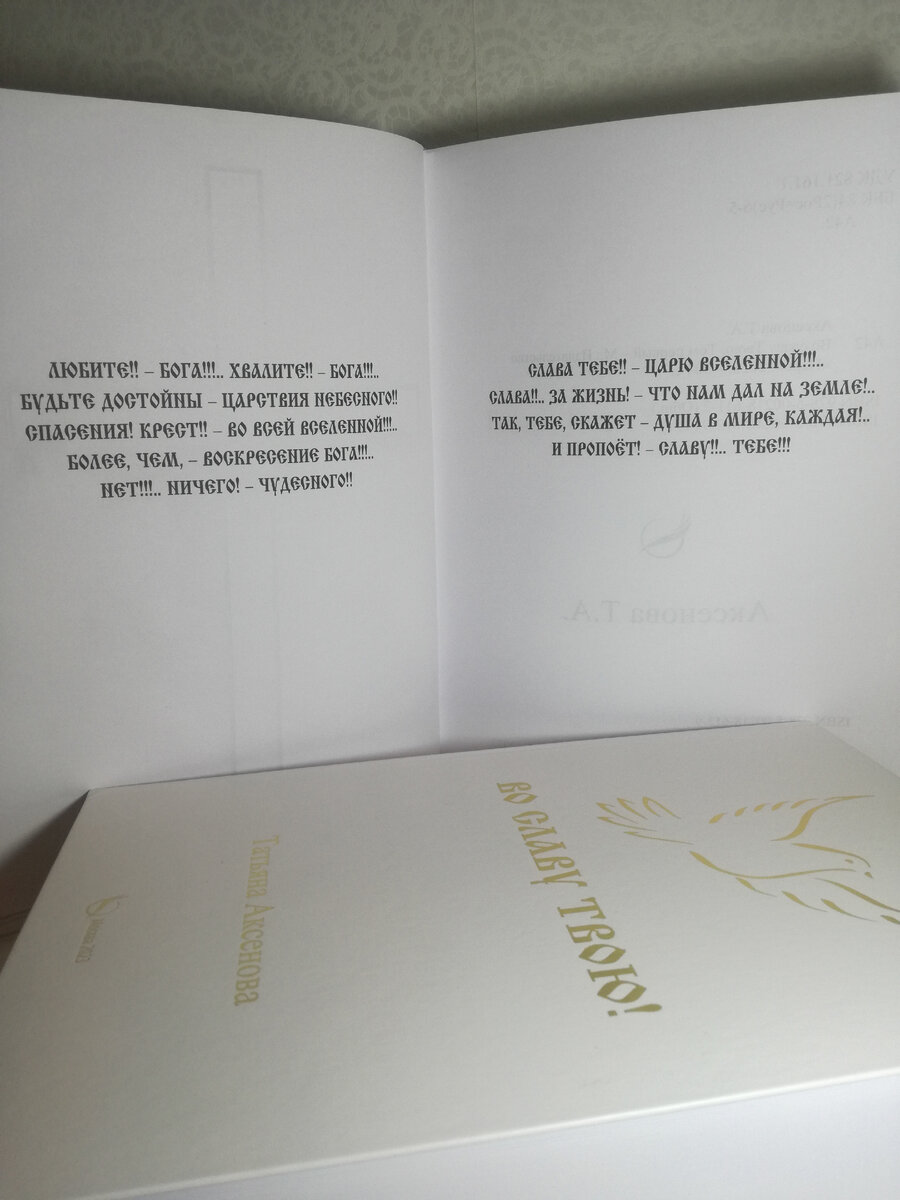 ЛЮБИТЕ!! – БОГА!!!.. ХВАЛИТЕ!! – БОГА!!!..
БУДЬТЕ ДОСТОЙНЫ – ЦАРСТВИЯ НЕБЕСНОГО!!
СПАСЕНИЯ! КРЕСТ!! – ВО ВСЕЙ ВСЕЛЕННОЙ!!!..
БОЛЕЕ, ЧЕМ, – ВОСКРЕСЕНИЕ БОГА!!!..
НЕТ!!!.. НИЧЕГО! – ЧУДЕСНОГО!!
СЛАВА ТЕБЕ!! – ЦАРЮ ВСЕЛЕННОЙ!!!..
СЛАВА!!.. ЗА ЖИЗНЬ! – ЧТО НАМ ДАЛ НА ЗЕМЛЕ!..
ТАК, ТЕБЕ, СКАЖЕТ – ДУША В МИРЕ, КАЖДАЯ!..
И ПРОПОЁТ! – СЛАВУ!!.. ТЕБЕ!!!
Аксенова Т.А.
ВО СЛАВУ ТВОЮ!
Татьяна Аксенова
Москва 2023